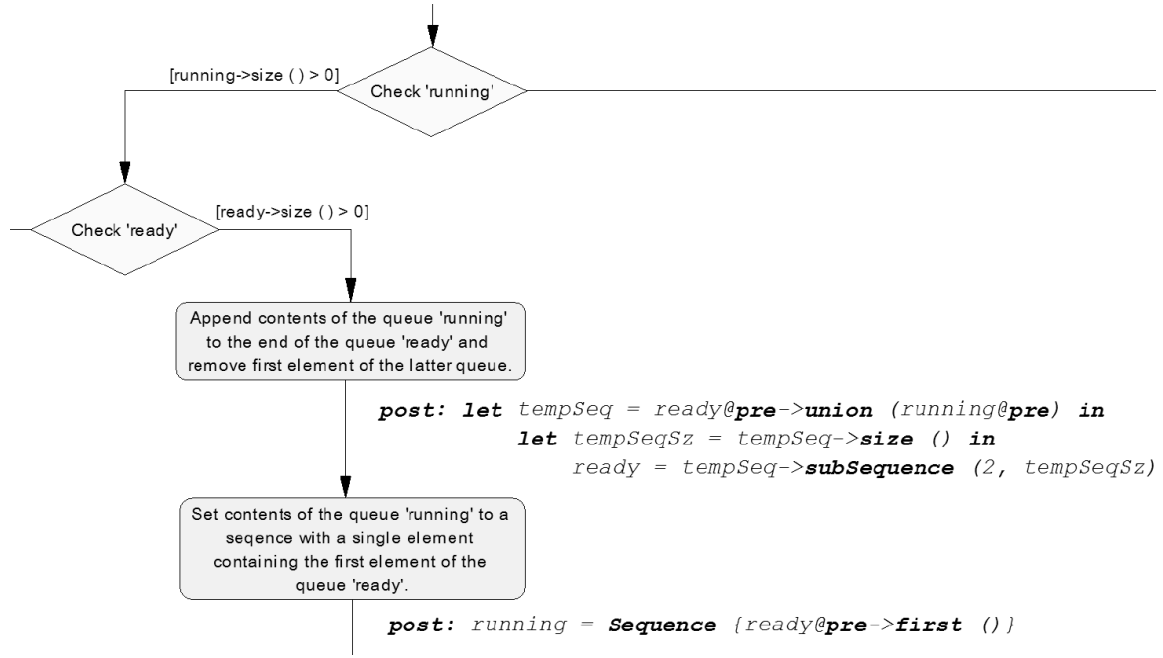 [running->size ( ) > 0]
Check 'running'
Check 'ready'
[ready->size ( ) > 0]
Append contents of the queue 'running'
to the end of the queue 'ready' and
remove first element of the latter queue.
post: let tempSeq = ready@pre->union (running@pre) in
let tempSeqSz = tempSeq->size () in
ready = tempSeq->subSequence (2, tempSeqSz)
Set contents of the queue 'running' to a
seqence with a single element
containing the first element of the
queue 'ready'.
post: running = Sequence {ready@pre->first ()}